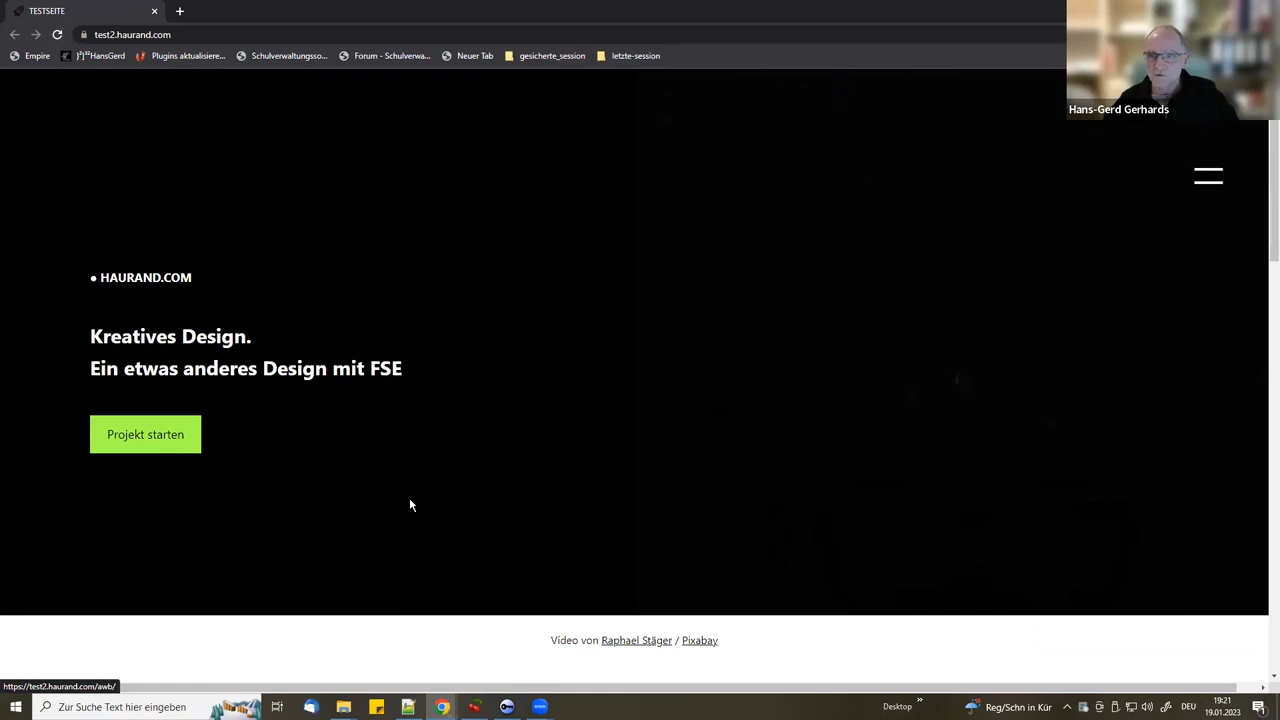 TESTSEITE
test2.haurand.com
Empire
HansGerd
Plugins aktualisiere...
Schulverwaltungsso...
Forum - Schulverwa...
Neuer Tab
gesicherte_session
letzte-session
Hans-Gerd Gerhards
● HAURAND.COM
Kreatives Design.
Ein etwas anderes Design mit FSE
Projekt starten
Video von Raphael Stäger / Pixabay
https://test2.haurand.com/awb/
Zur Suche Text hier eingeben
Desktop
»
Reg/Schn in Kür
DEU
19:21
19.01.2023